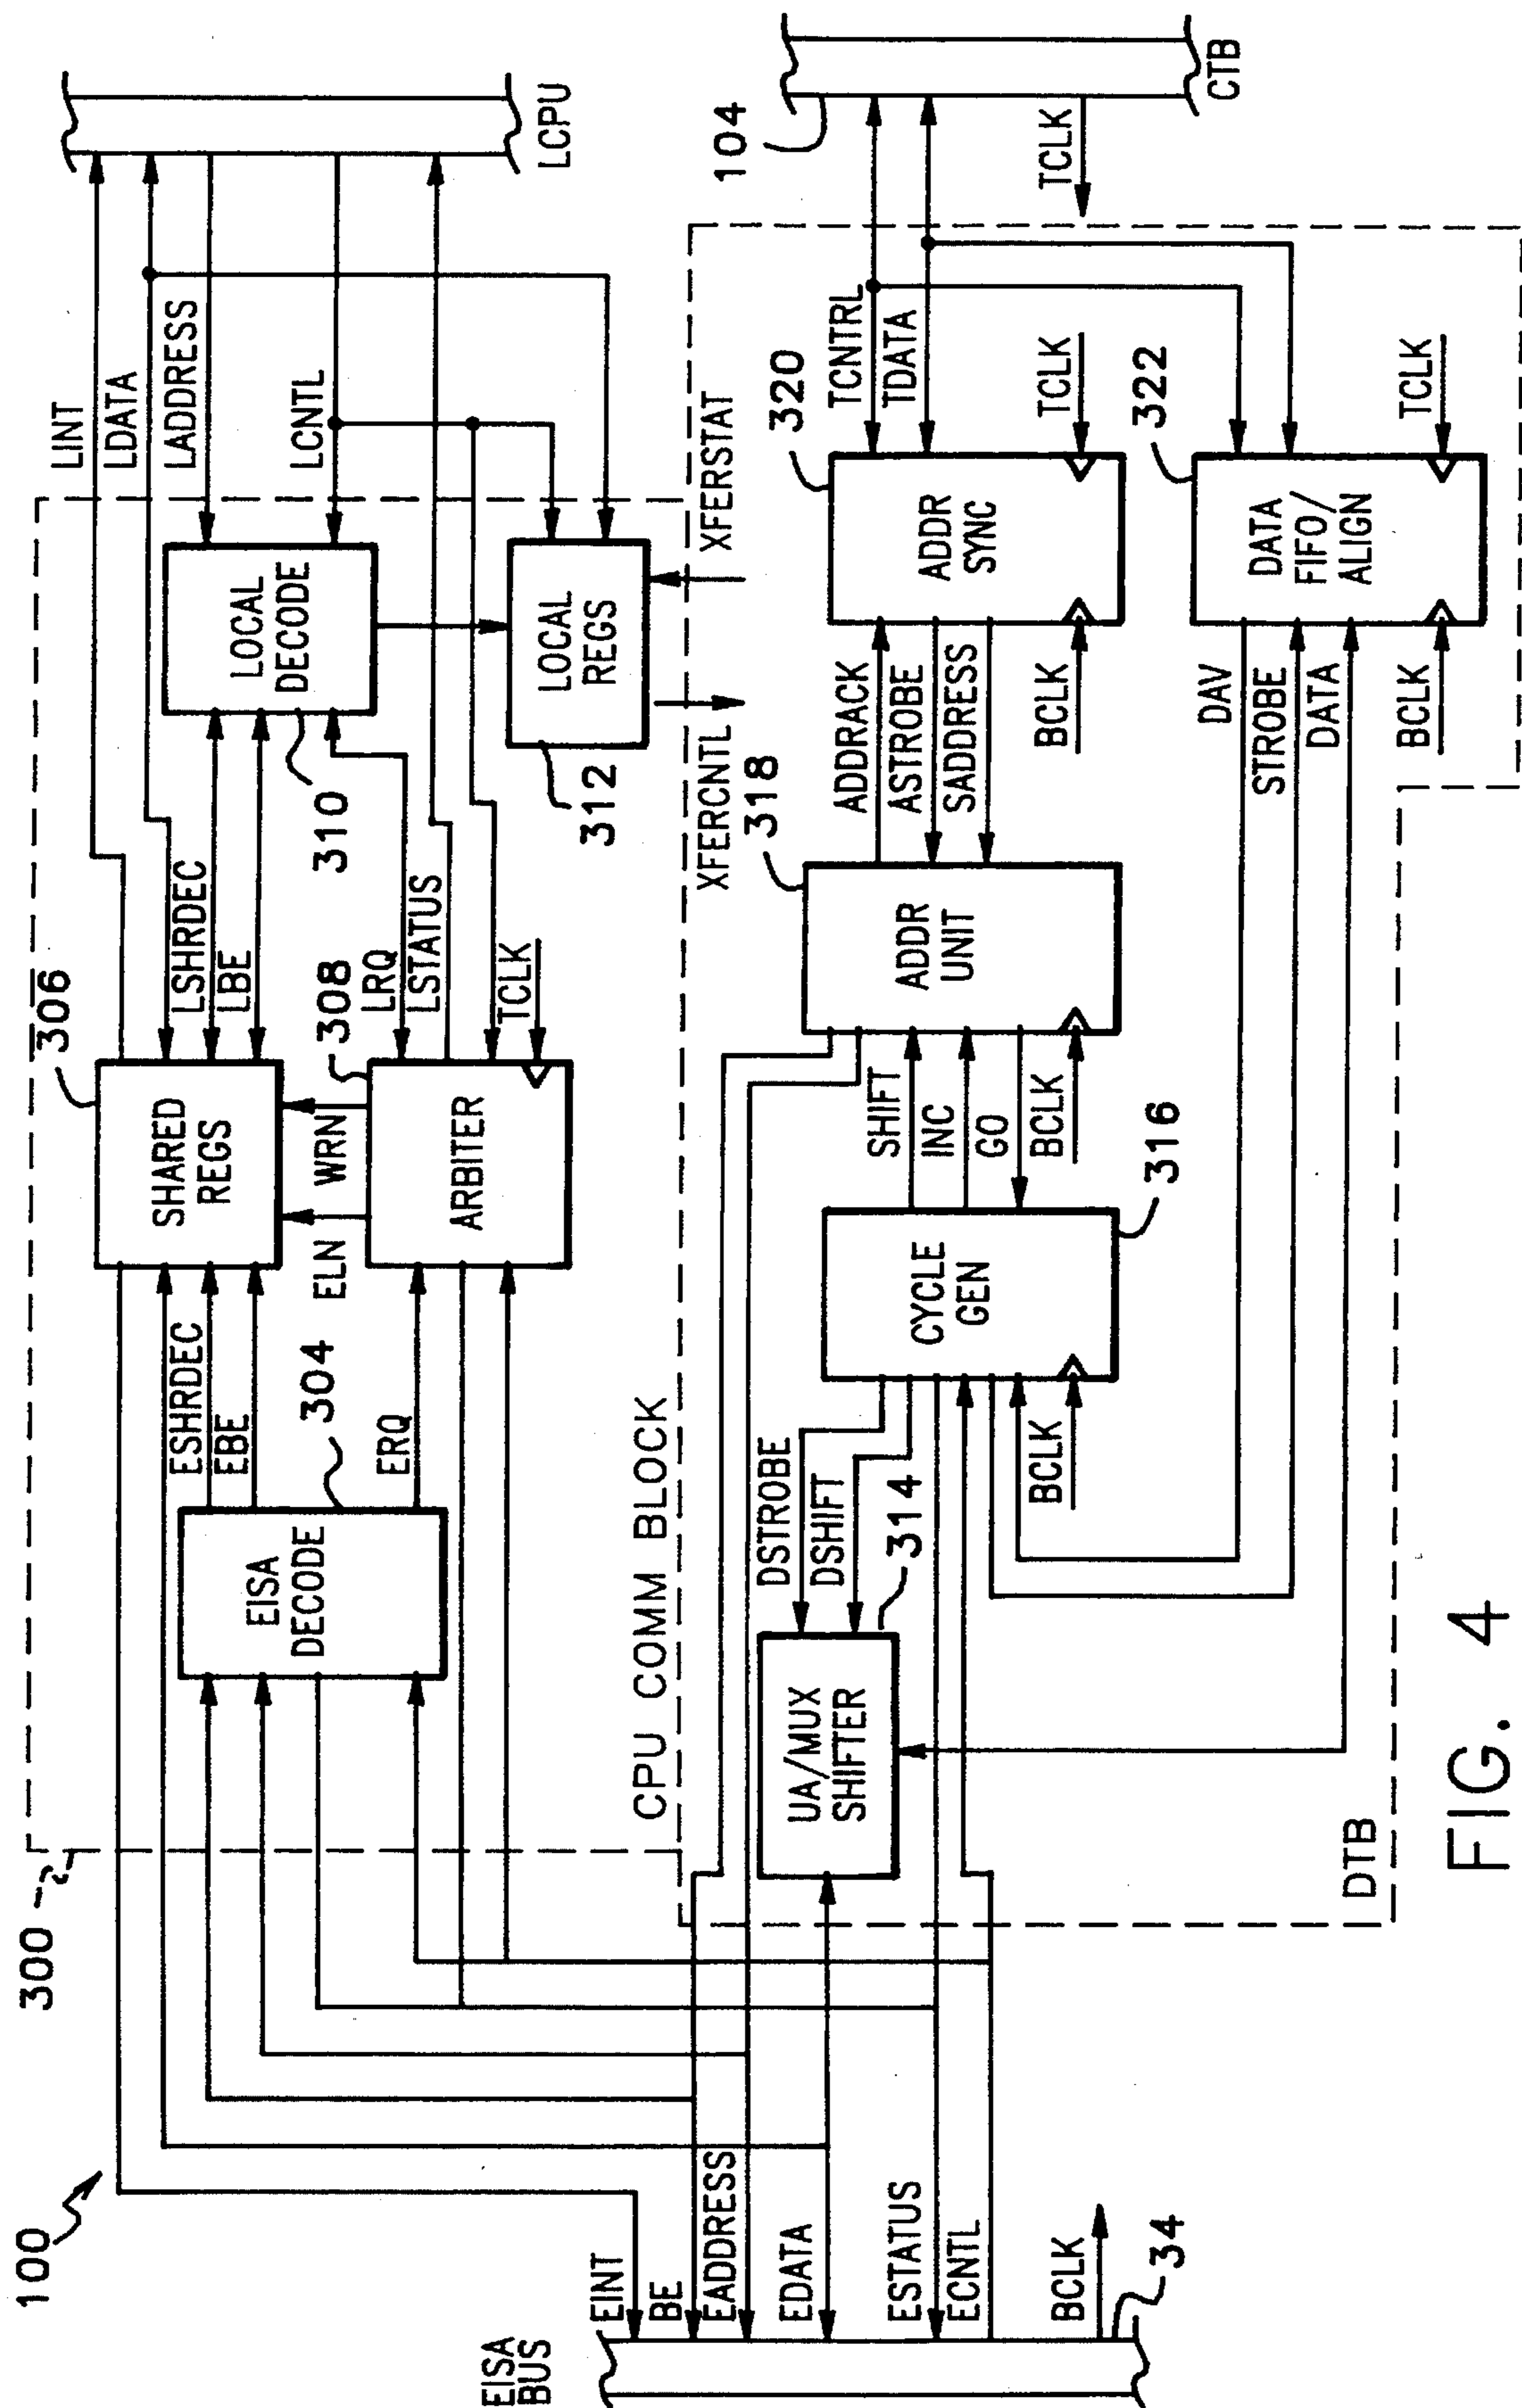 100
300
EISA
BUS
EINT
BE
EADDRESS
EDATA
ESTATUS
ECNTL
BCLK
34
EISA
DECODE
304
ESHRDEC
EBE
ERQ
SHARED
REGS
306
ELN
WRN
ARBITER
308
LSHRDEC
LBE
LRQ
LSTATUS
TCLK
LOCAL
DECODE
310
LOCAL
REGS
312
LINT
LDATA
LADDRESS
LCNTL
LCPU
CPU COMM BLOCK
XFERCNTL
XFERSTAT
UA/MUX
SHIFTER
314
DSTROBE
DSHIFT
CYCLE
GEN
316
BCLK
SHIFT
INC
GO
BCLK
ADDR
UNIT
318
ADDRACK
ASTROBE
SADDRESS
BCLK
ADDR
SYNC
320
TCNTRL
TDATA
TCLK
DAV
STROBE
DATA
BCLK
DATA
FIFO/
ALIGN
322
TCLK
104
TCLK
CTB
DTB
FIG. 4